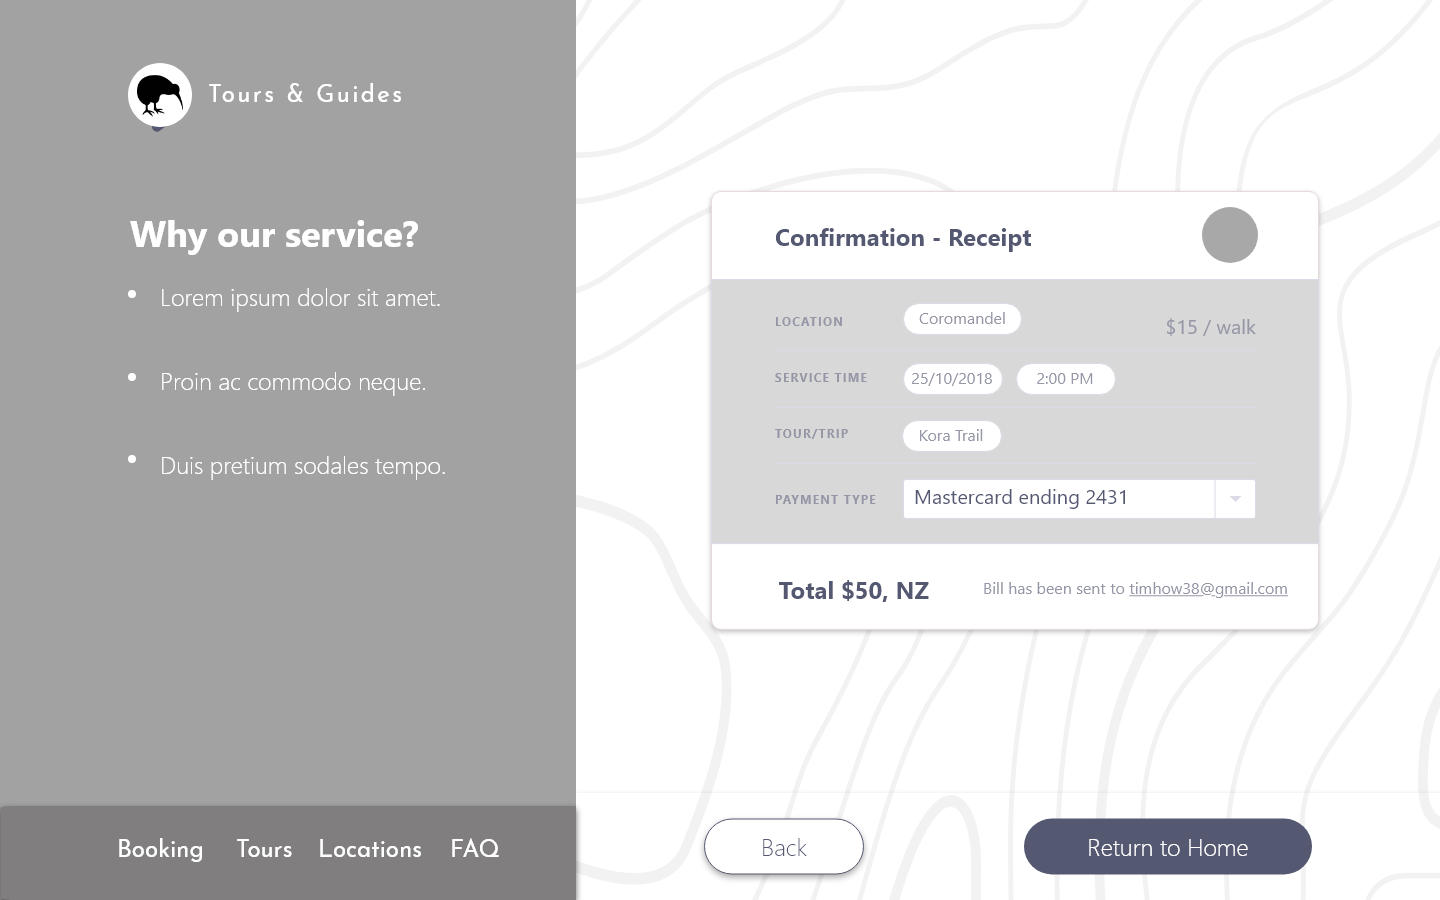 Tours & Guides
Why our service?
• Lorem ipsum dolor sit amet.
• Proin ac commodo neque.
• Duis pretium sodales tempo.
Booking Tours Locations FAQ
Confirmation - Receipt
LOCATION Coromandel $15 / walk
SERVICE TIME 25/10/2018 2:00 PM
TOUR/TRIP Kora Trail
PAYMENT TYPE Mastercard ending 2431
Total $50, NZ Bill has been sent to timhow38@gmail.com
Back Return to Home